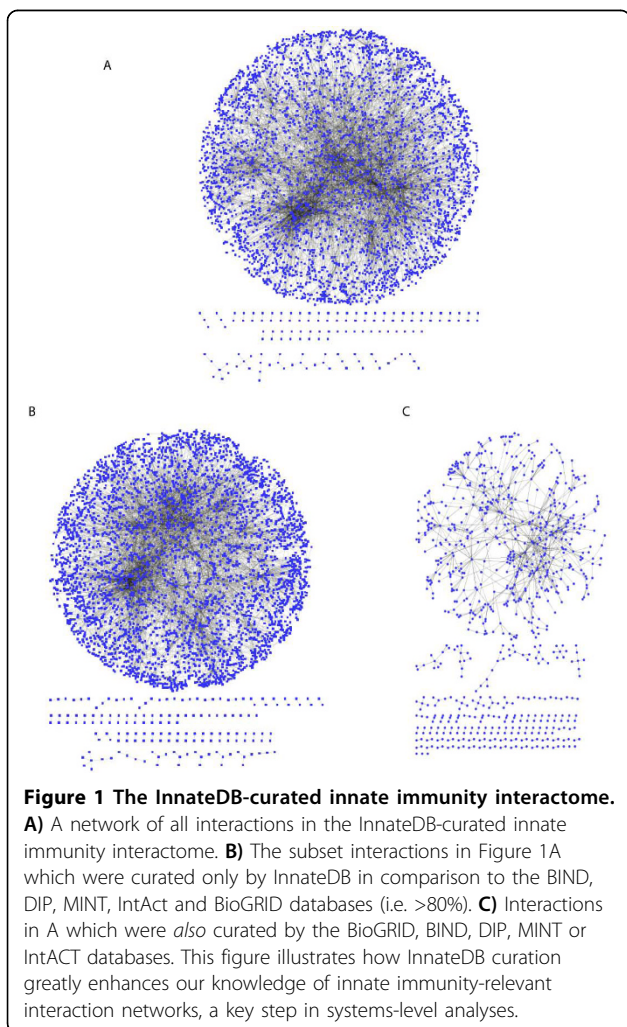 A
B
C
Figure 1 The InnateDB-curated innate immunity interactome.
A) A network of all interactions in the InnateDB-curated innate
immunity interactome. B) The subset interactions in Figure 1A
which were curated only by InnateDB in comparison to the BIND,
DIP, MINT, IntAct and BioGRID databases (i.e. >80%). C) Interactions
in A which were also curated by the BioGRID, BIND, DIP, MINT or
IntACT databases. This figure illustrates how InnateDB curation
greatly enhances our knowledge of innate immunity-relevant
interaction networks, a key step in systems-level analyses.